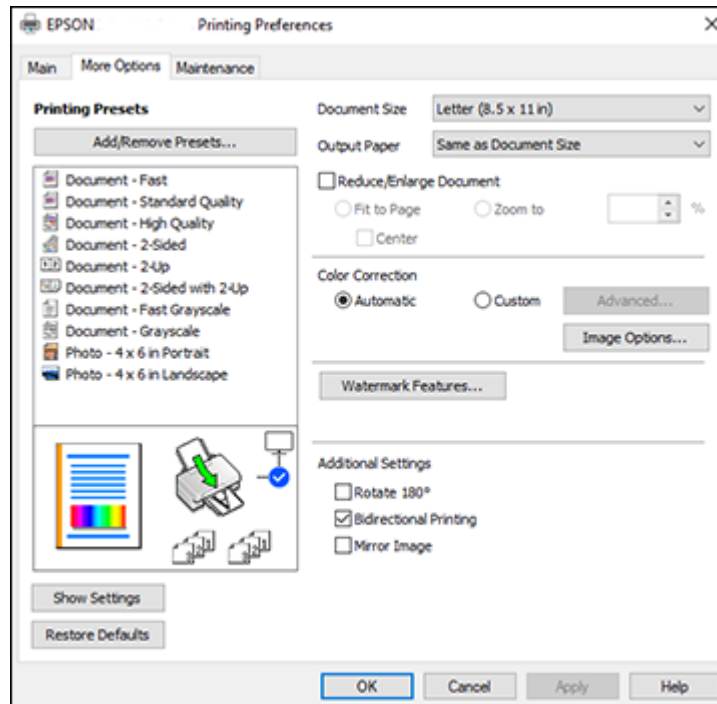 EPSON Printing Preferences
Main More Options Maintenance
Printing Presets
Add/Remove Presets...
Document - Fast
Document - Standard Quality
Document - High Quality
Document - 2-Sided
Document - 2-Up
Document - 2-Sided with 2-Up
Document - Fast Grayscale
Document - Grayscale
Photo - 4 x 6 in Portrait
Photo - 4 x 6 in Landscape
Show Settings
Restore Defaults
Document Size Letter (8.5 x 11 in)
Output Paper Same as Document Size
Reduce/Enlarge Document
Fit to Page Zoom to %
Center
Color Correction
Automatic Custom Advanced...
Image Options...
Watermark Features...
Additional Settings
Rotate 180°
Bidirectional Printing
Mirror Image
OK Cancel Apply Help